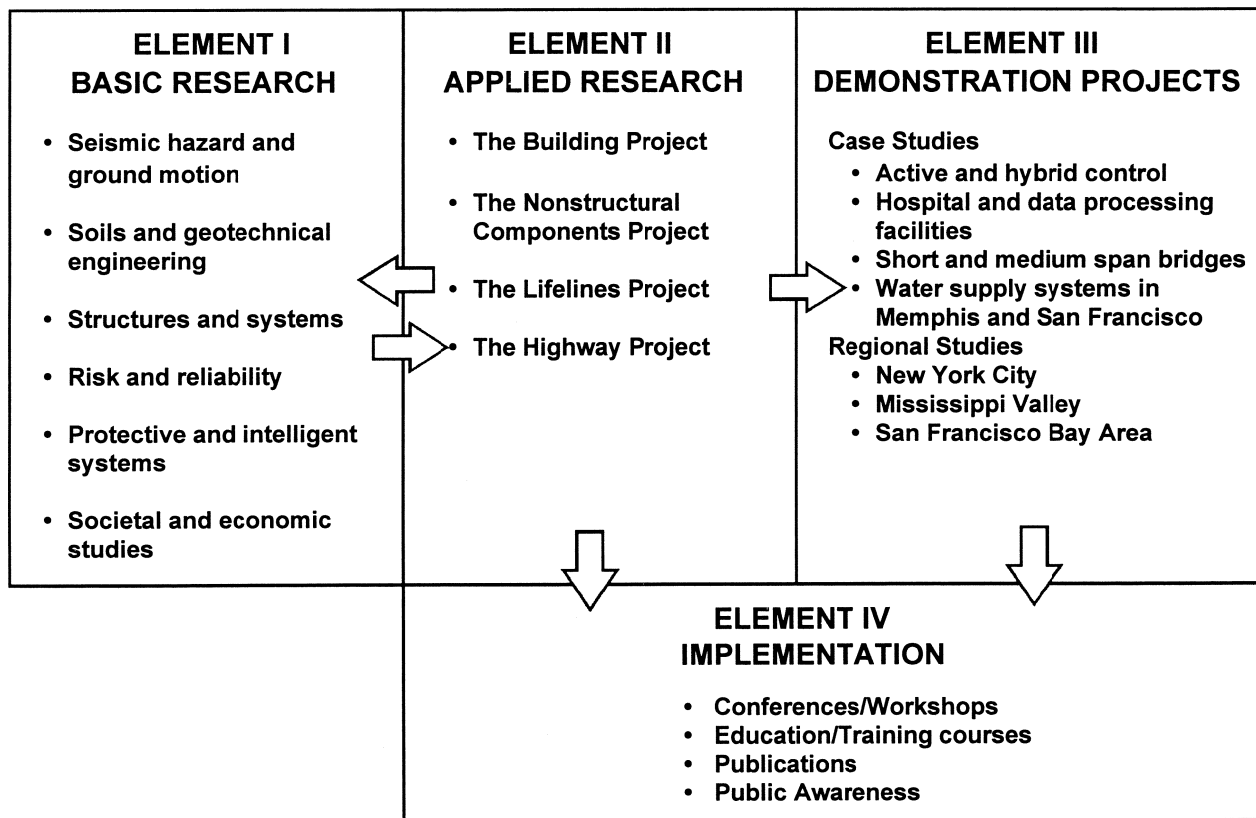 ELEMENT I
BASIC RESEARCH
• Seismic hazard and
ground motion
• Soils and geotechnical
engineering
• Structures and systems
• Risk and reliability
• Protective and intelligent
systems
• Societal and economic
studies
ELEMENT II
APPLIED RESEARCH
• The Building Project
• The Nonstructural
Components Project
• The Lifelines Project
• The Highway Project
ELEMENT III
DEMONSTRATION PROJECTS
Case Studies
• Active and hybrid control
• Hospital and data processing
facilities
• Short and medium span bridges
• Water supply systems in
Memphis and San Francisco
Regional Studies
• New York City
• Mississippi Valley
• San Francisco Bay Area
ELEMENT IV
IMPLEMENTATION
• Conferences/Workshops
• Education/Training courses
• Publications
• Public Awareness